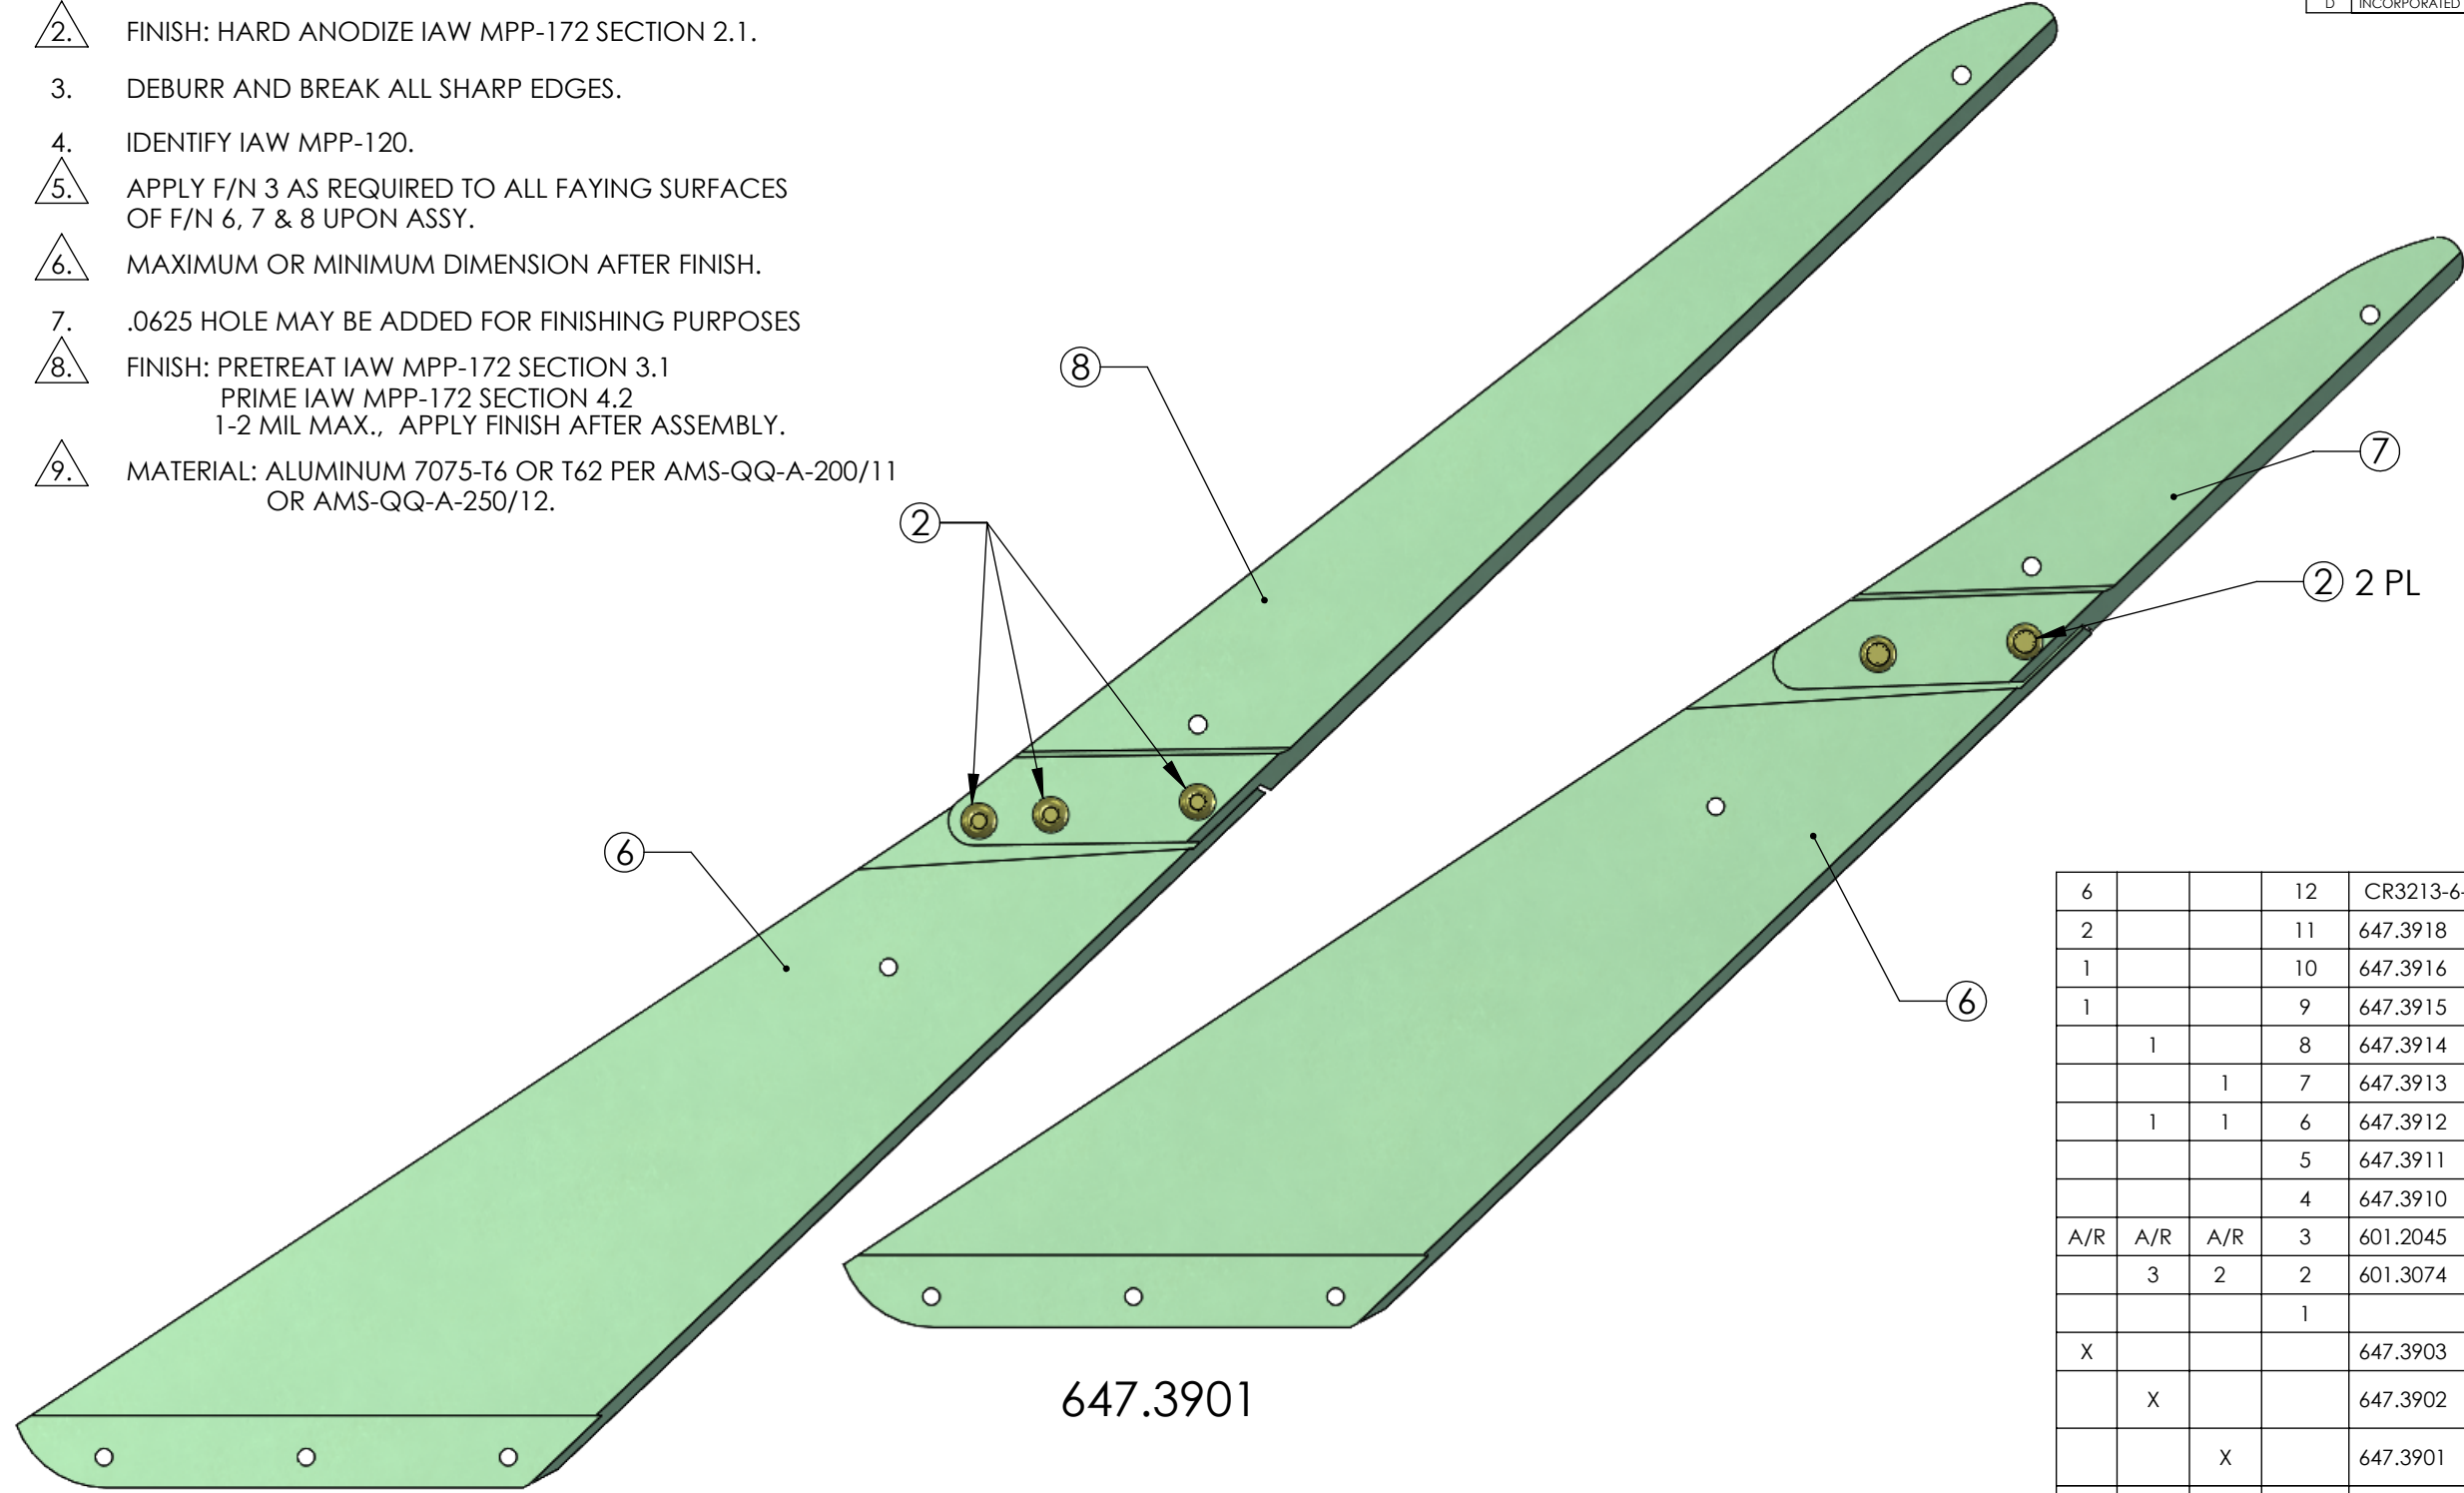 D INCORPORATED
2. FINISH: HARD ANODIZE IAW MPP-172 SECTION 2.1.
3. DEBURR AND BREAK ALL SHARP EDGES.
4. IDENTIFY IAW MPP-120.
5. APPLY F/N 3 AS REQUIRED TO ALL FAYING SURFACES
OF F/N 6, 7 & 8 UPON ASSY.
6. MAXIMUM OR MINIMUM DIMENSION AFTER FINISH.
7. .0625 HOLE MAY BE ADDED FOR FINISHING PURPOSES
8. FINISH: PRETREAT IAW MPP-172 SECTION 3.1
PRIME IAW MPP-172 SECTION 4.2
1-2 MIL MAX., APPLY FINISH AFTER ASSEMBLY.
9. MATERIAL: ALUMINUM 7075-T6 OR T62 PER AMS-QQ-A-200/11
OR AMS-QQ-A-250/12.
8
7
2
2 2 PL
6
6
647.3901
6 12 CR3213-6-
2 11 647.3918
1 10 647.3916
1 9 647.3915
1 8 647.3914
1 7 647.3913
1 1 6 647.3912
5 647.3911
4 647.3910
A/R A/R A/R 3 601.2045
3 2 2 601.3074
1
X 647.3903
X 647.3902
X 647.3901